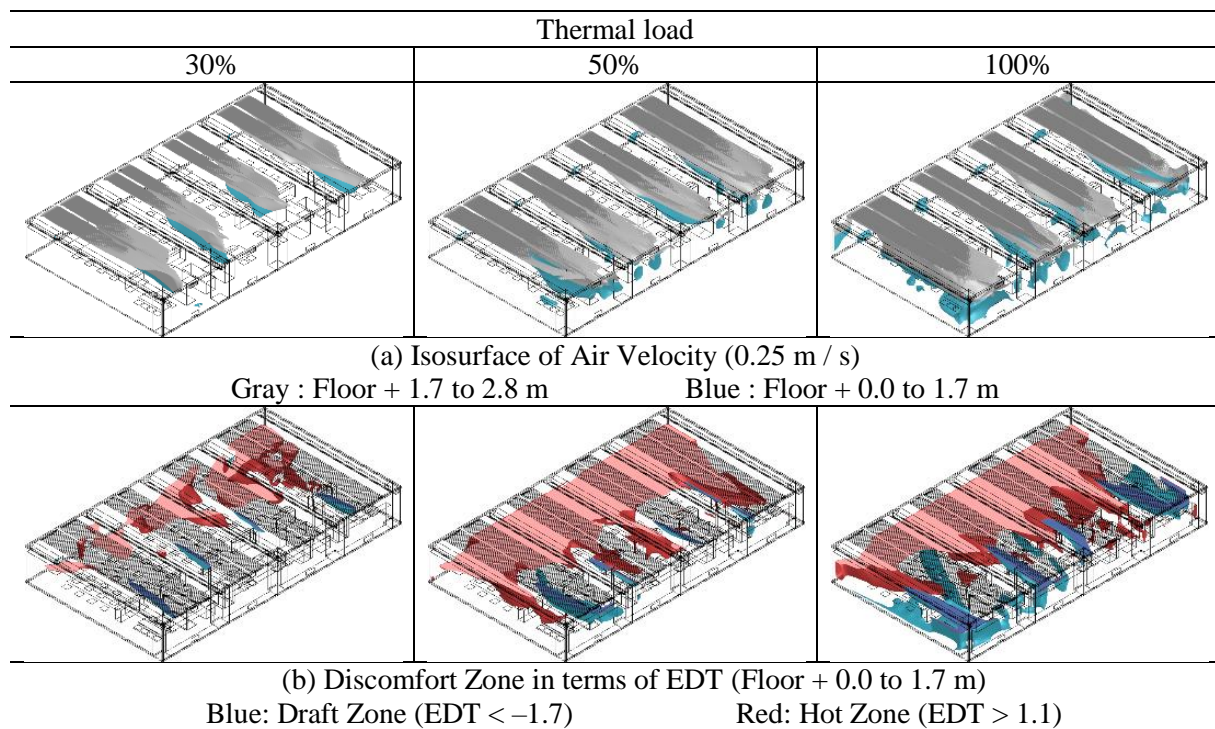 Thermal load
30% 50% 100%
(a) Isosurface of Air Velocity (0.25 m / s)
Gray : Floor + 1.7 to 2.8 m Blue : Floor + 0.0 to 1.7 m
(b) Discomfort Zone in terms of EDT (Floor + 0.0 to 1.7 m)
Blue: Draft Zone (EDT < –1.7) Red: Hot Zone (EDT > 1.1)